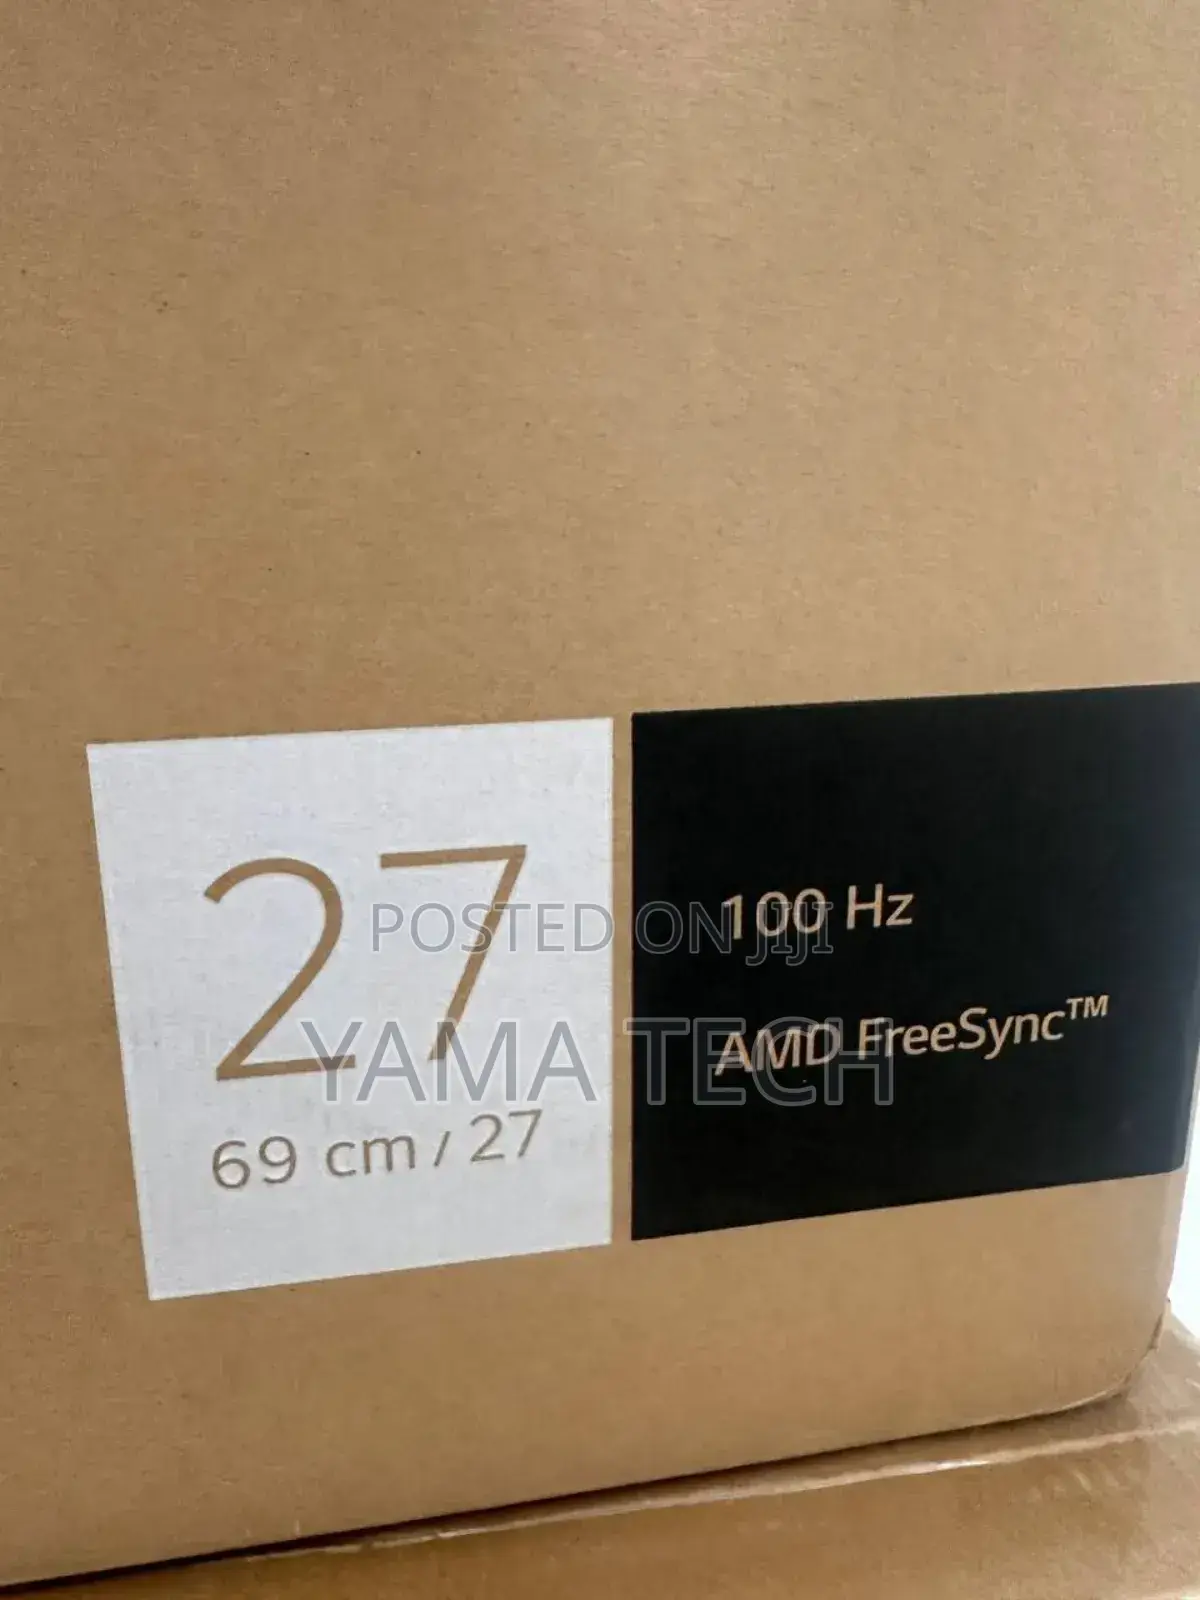 27
69 cm / 27
100 Hz
AMD FreeSync™
POSTED ON JIJI
YAMA TECH